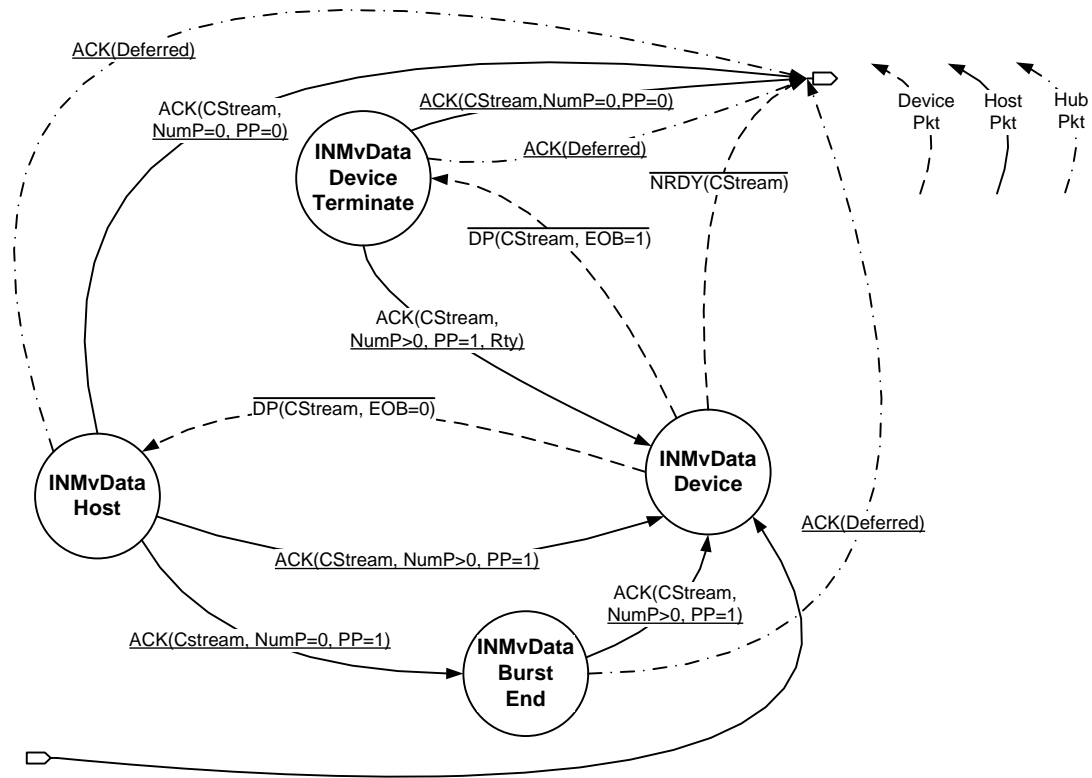 ACK(Deferred)
ACK(CStream,
NumP=0, PP=0)
ACK(CStream,NumP=0,PP=0)
INMvData
Device
Terminate
ACK(Deferred)
NRDY(CStream)
Device
Pkt
Host
Pkt
Hub
Pkt
DP(CStream, EOB=1)
ACK(CStream,
NumP>0, PP=1, Rty)
DP(CStream, EOB=0)
INMvData
Host
INMvData
Device
ACK(Deferred)
ACK(CStream, NumP>0, PP=1)
ACK(CStream,
NumP>0, PP=1)
ACK(Cstream, NumP=0, PP=1)
INMvData
Burst
End